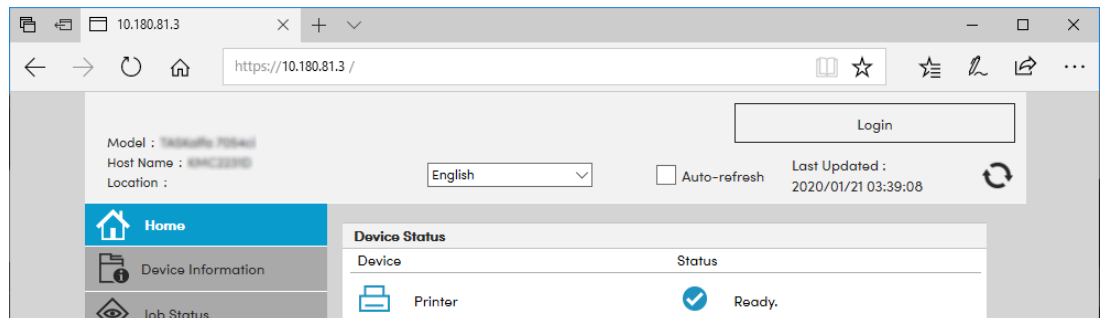 10.180.81.3
https://10.180.81.3 /
Login
Model :
Host Name :
Location :
English
Auto-refresh
Last Updated :
2020/01/21 03:39:08
Home
Device Information
Job Status
Device Status
Device Status
Printer Ready.